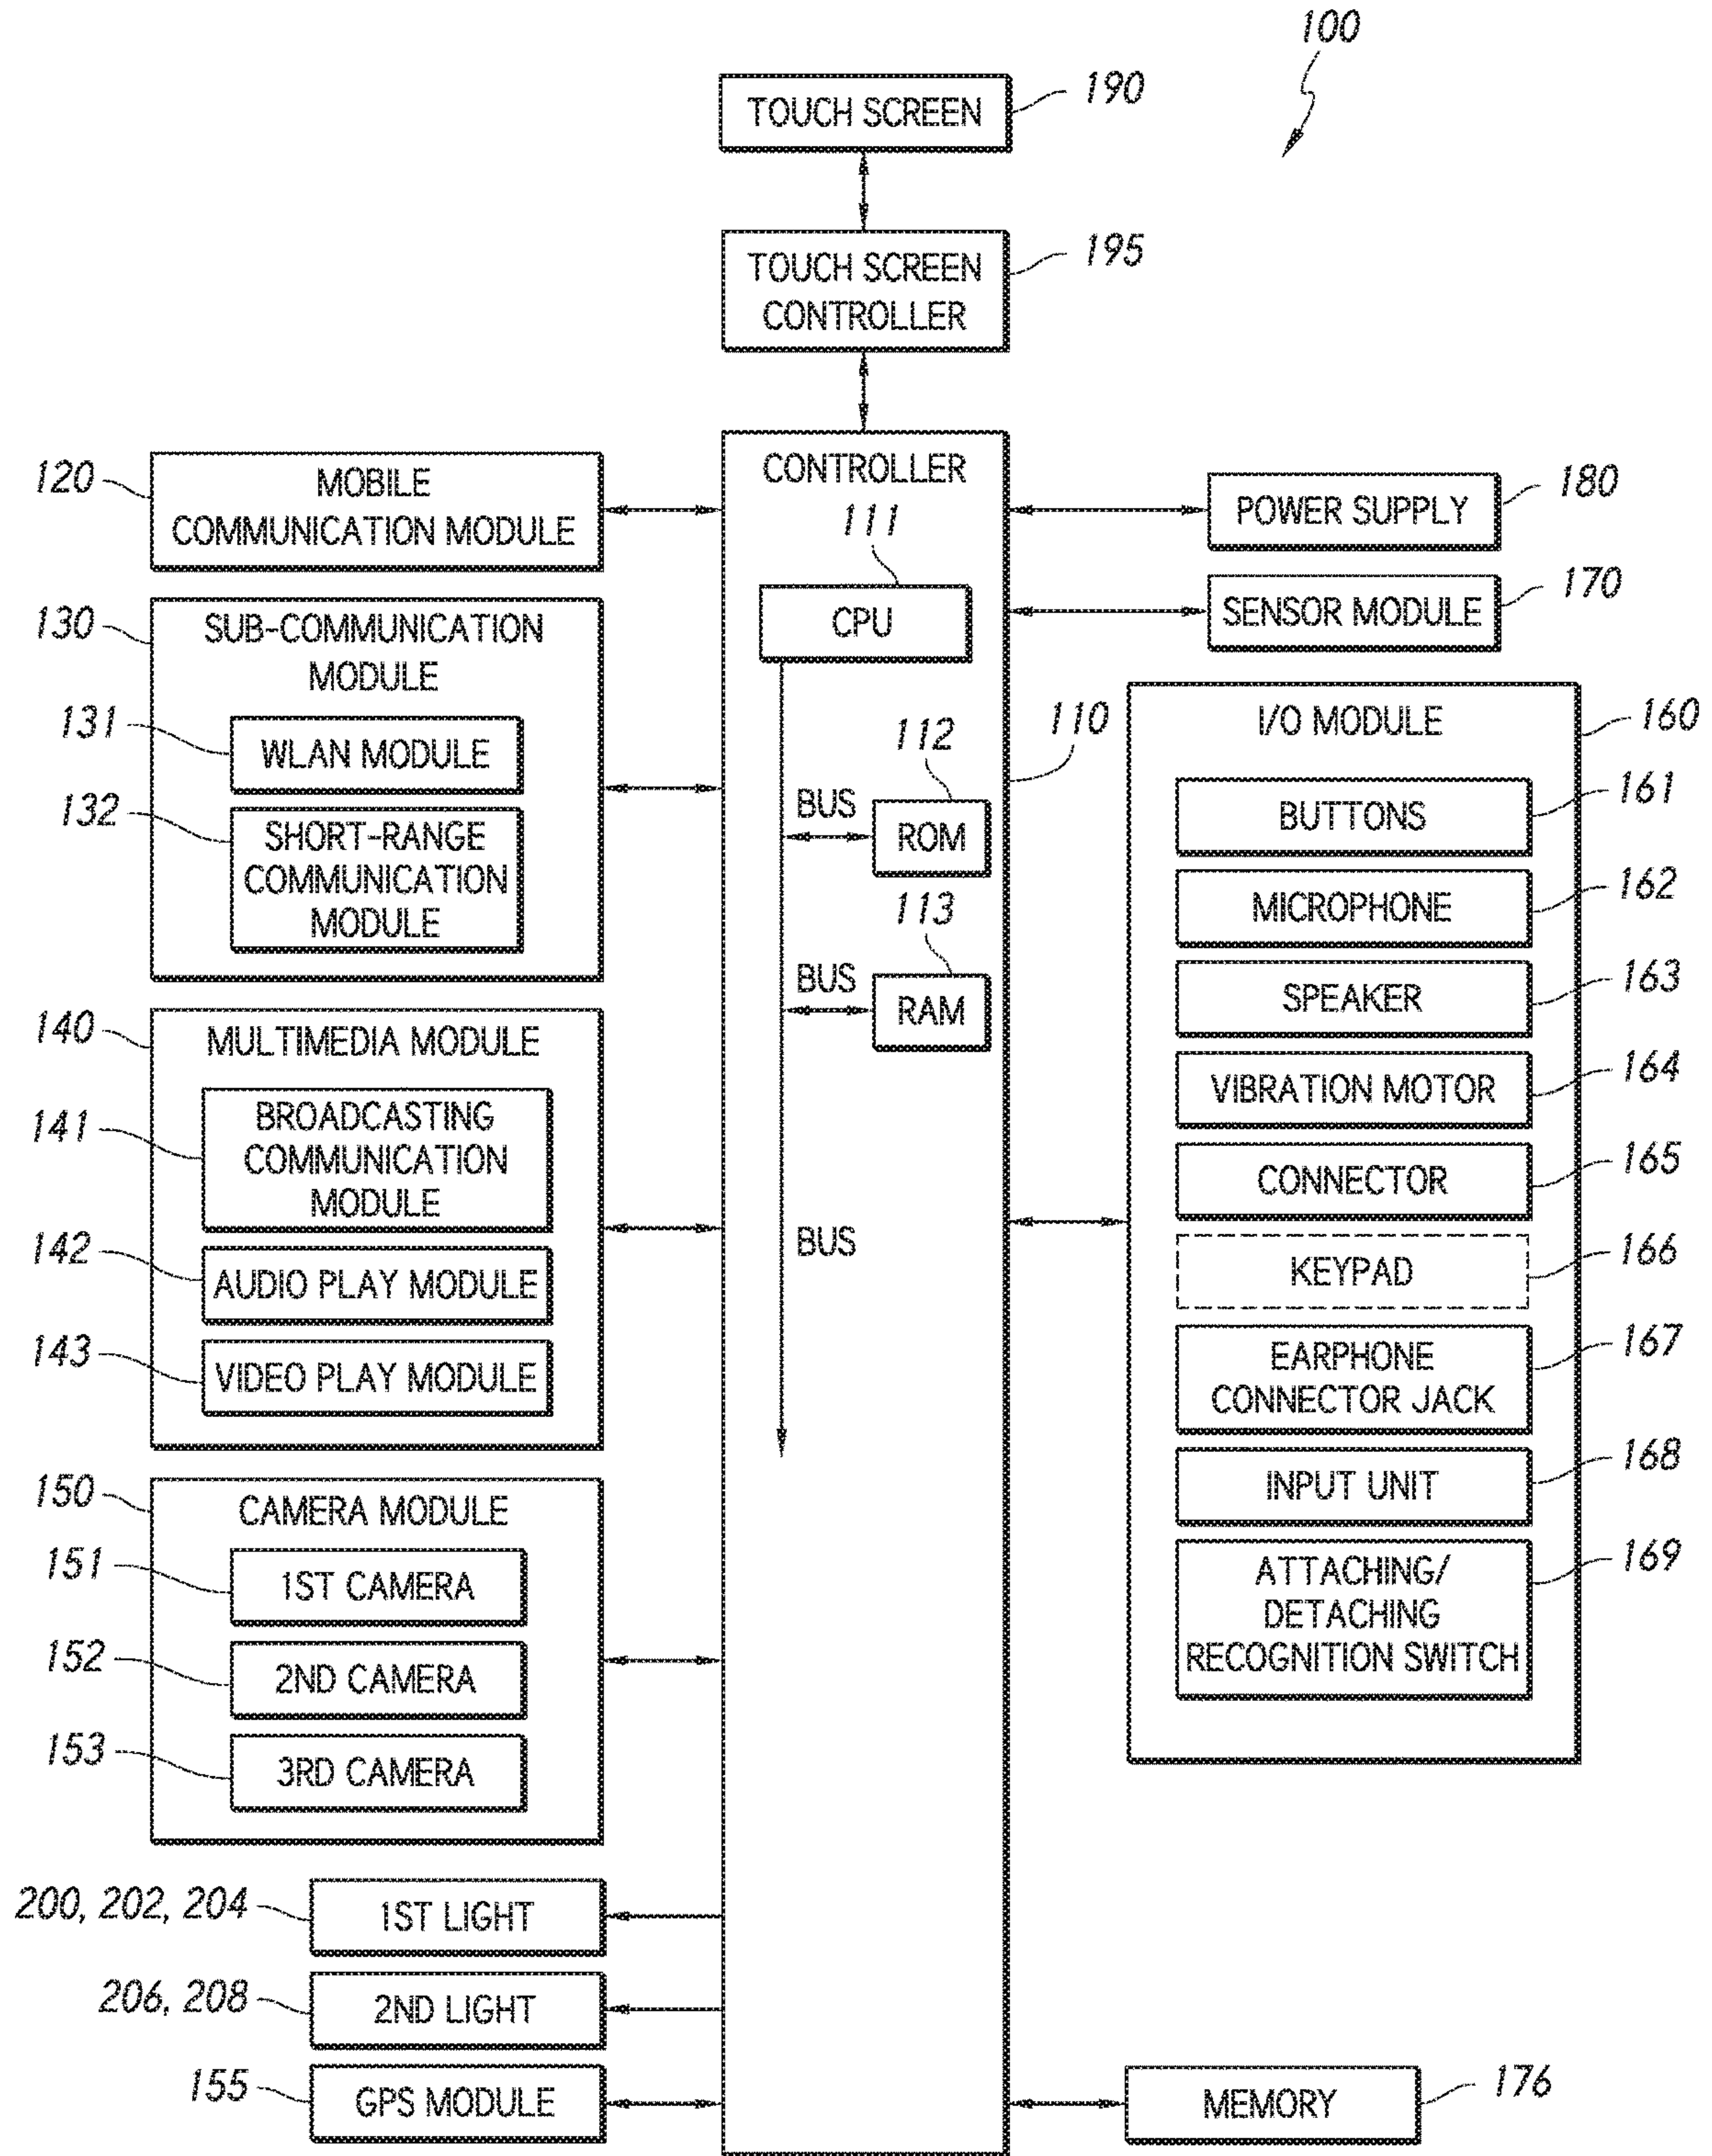 100
TOUCH SCREEN
190
TOUCH SCREEN
CONTROLLER
195
120
MOBILE
COMMUNICATION MODULE
130
SUB-COMMUNICATION
MODULE
131
WLAN MODULE
132
SHORT-RANGE
COMMUNICATION
MODULE
140
MULTIMEDIA MODULE
141
BROADCASTING
COMMUNICATION
MODULE
142
AUDIO PLAY MODULE
143
VIDEO PLAY MODULE
150
CAMERA MODULE
151
1ST CAMERA
152
2ND CAMERA
153
3RD CAMERA
200, 202, 204
1ST LIGHT
206, 208
2ND LIGHT
155
GPS MODULE
CONTROLLER
111
CPU
110
112
BUS
ROM
113
BUS
RAM
BUS
POWER SUPPLY
180
SENSOR MODULE
170
I/O MODULE
160
BUTTONS
161
MICROPHONE
162
SPEAKER
163
VIBRATION MOTOR
164
CONNECTOR
165
KEYPAD
166
EARPHONE
CONNECTOR JACK
167
INPUT UNIT
168
ATTACHING/
DETACHING
RECOGNITION SWITCH
169
MEMORY
176